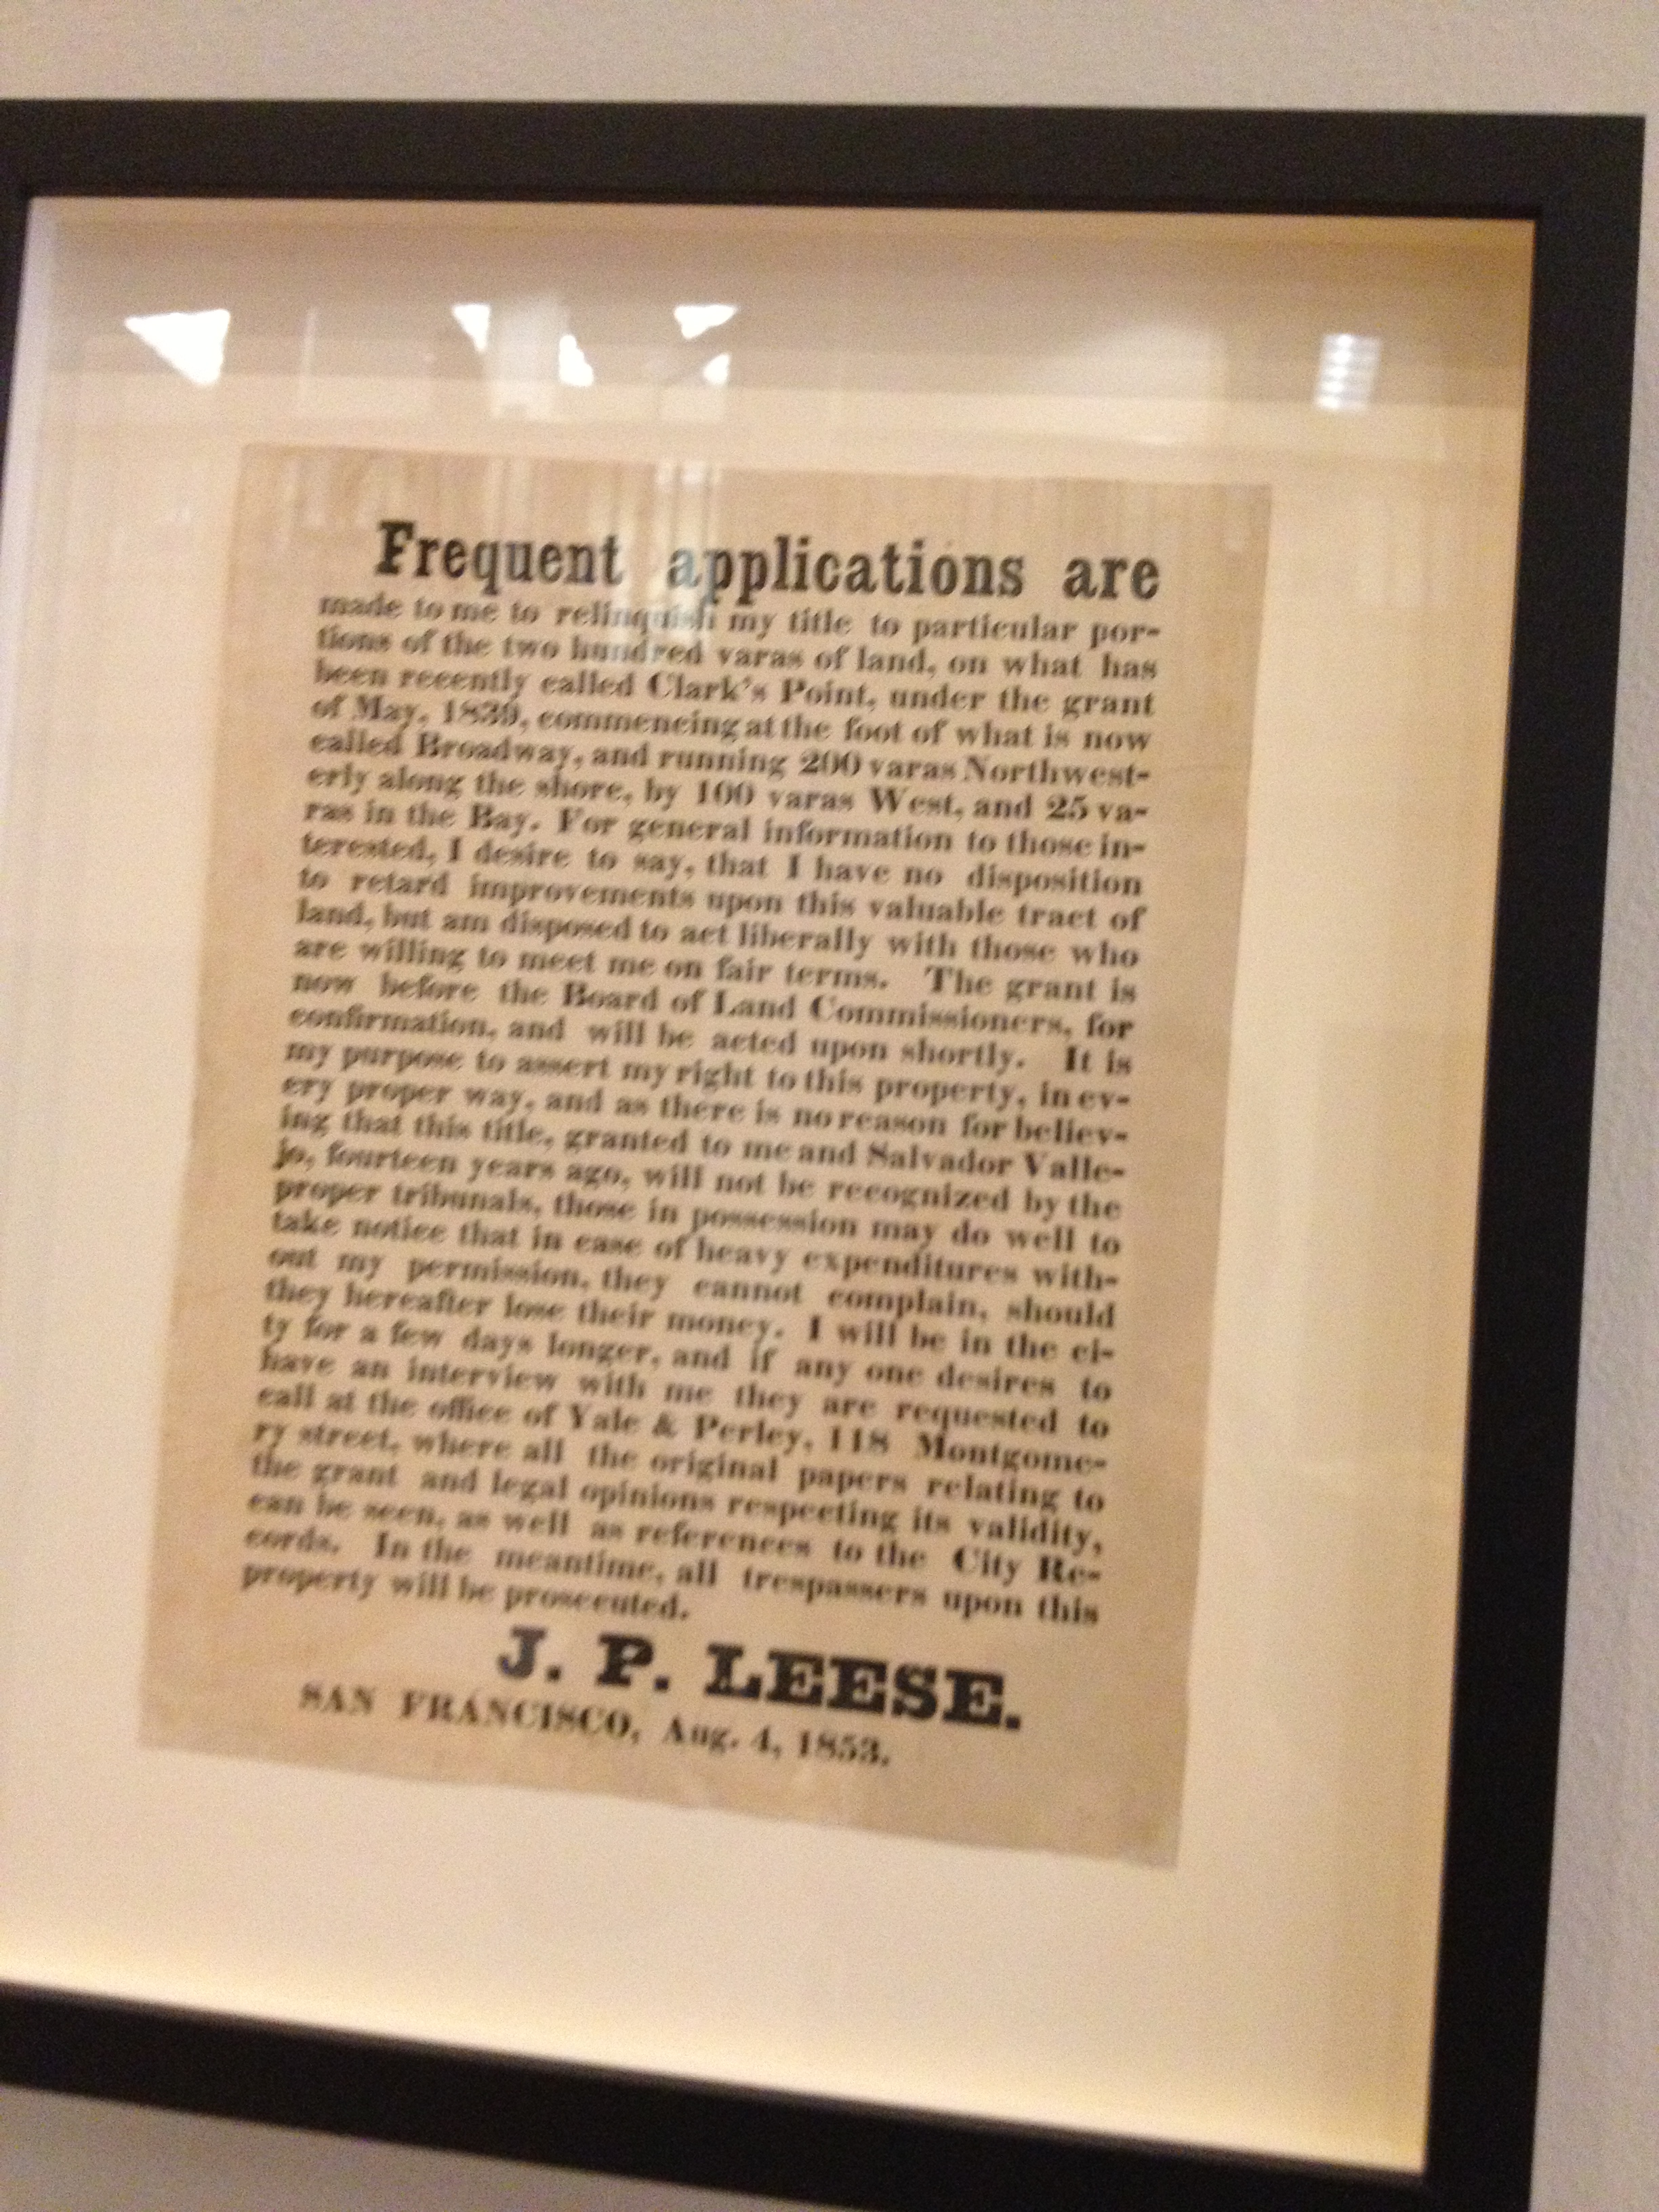 Frequent applications are
made to me to relinquish my title to particular por-
tions of the two hundred varas of land, on what has
been recently called Clark's Point, under the grant
of May, 1839, commencing at the foot of what is now
called Broadway, and running 200 varas Northwest-
erly along the shore, by 100 varas West, and 25 va-
ras in the Bay. For general information to those in-
terested, I desire to say, that I have no disposition
to retard improvements upon this valuable tract of
land, but am disposed to act liberally with those who
are willing to meet me on fair terms. The grant is
now before the Board of Land Commissioners, for
confirmation, and will be acted upon shortly. It is
my purpose to assert my right to this property, in ev-
ery proper way, and as there is no reason for believ-
ing that this title, granted to me and Salvador Valle-
jo, fourteen years ago, will not be recognized by the
proper tribunals, those in possession may do well to
take notice that in case of heavy expenditures with-
out my permission, they cannot complain, should
they hereafter lose their money. I will be in the ci-
ty for a few days longer, and if any one desires to
have an interview with me they are requested to
call at the office of Yale & Perley, 118 Montgome-
ry street, where all the original papers relating to
the grant and legal opinions respecting its validity,
can be seen, as well as references to the City Re-
cords. In the meantime, all trespassers upon this
property will be prosecuted.
J. P. LEESE.
SAN FRANCISCO, Aug. 4, 1853.